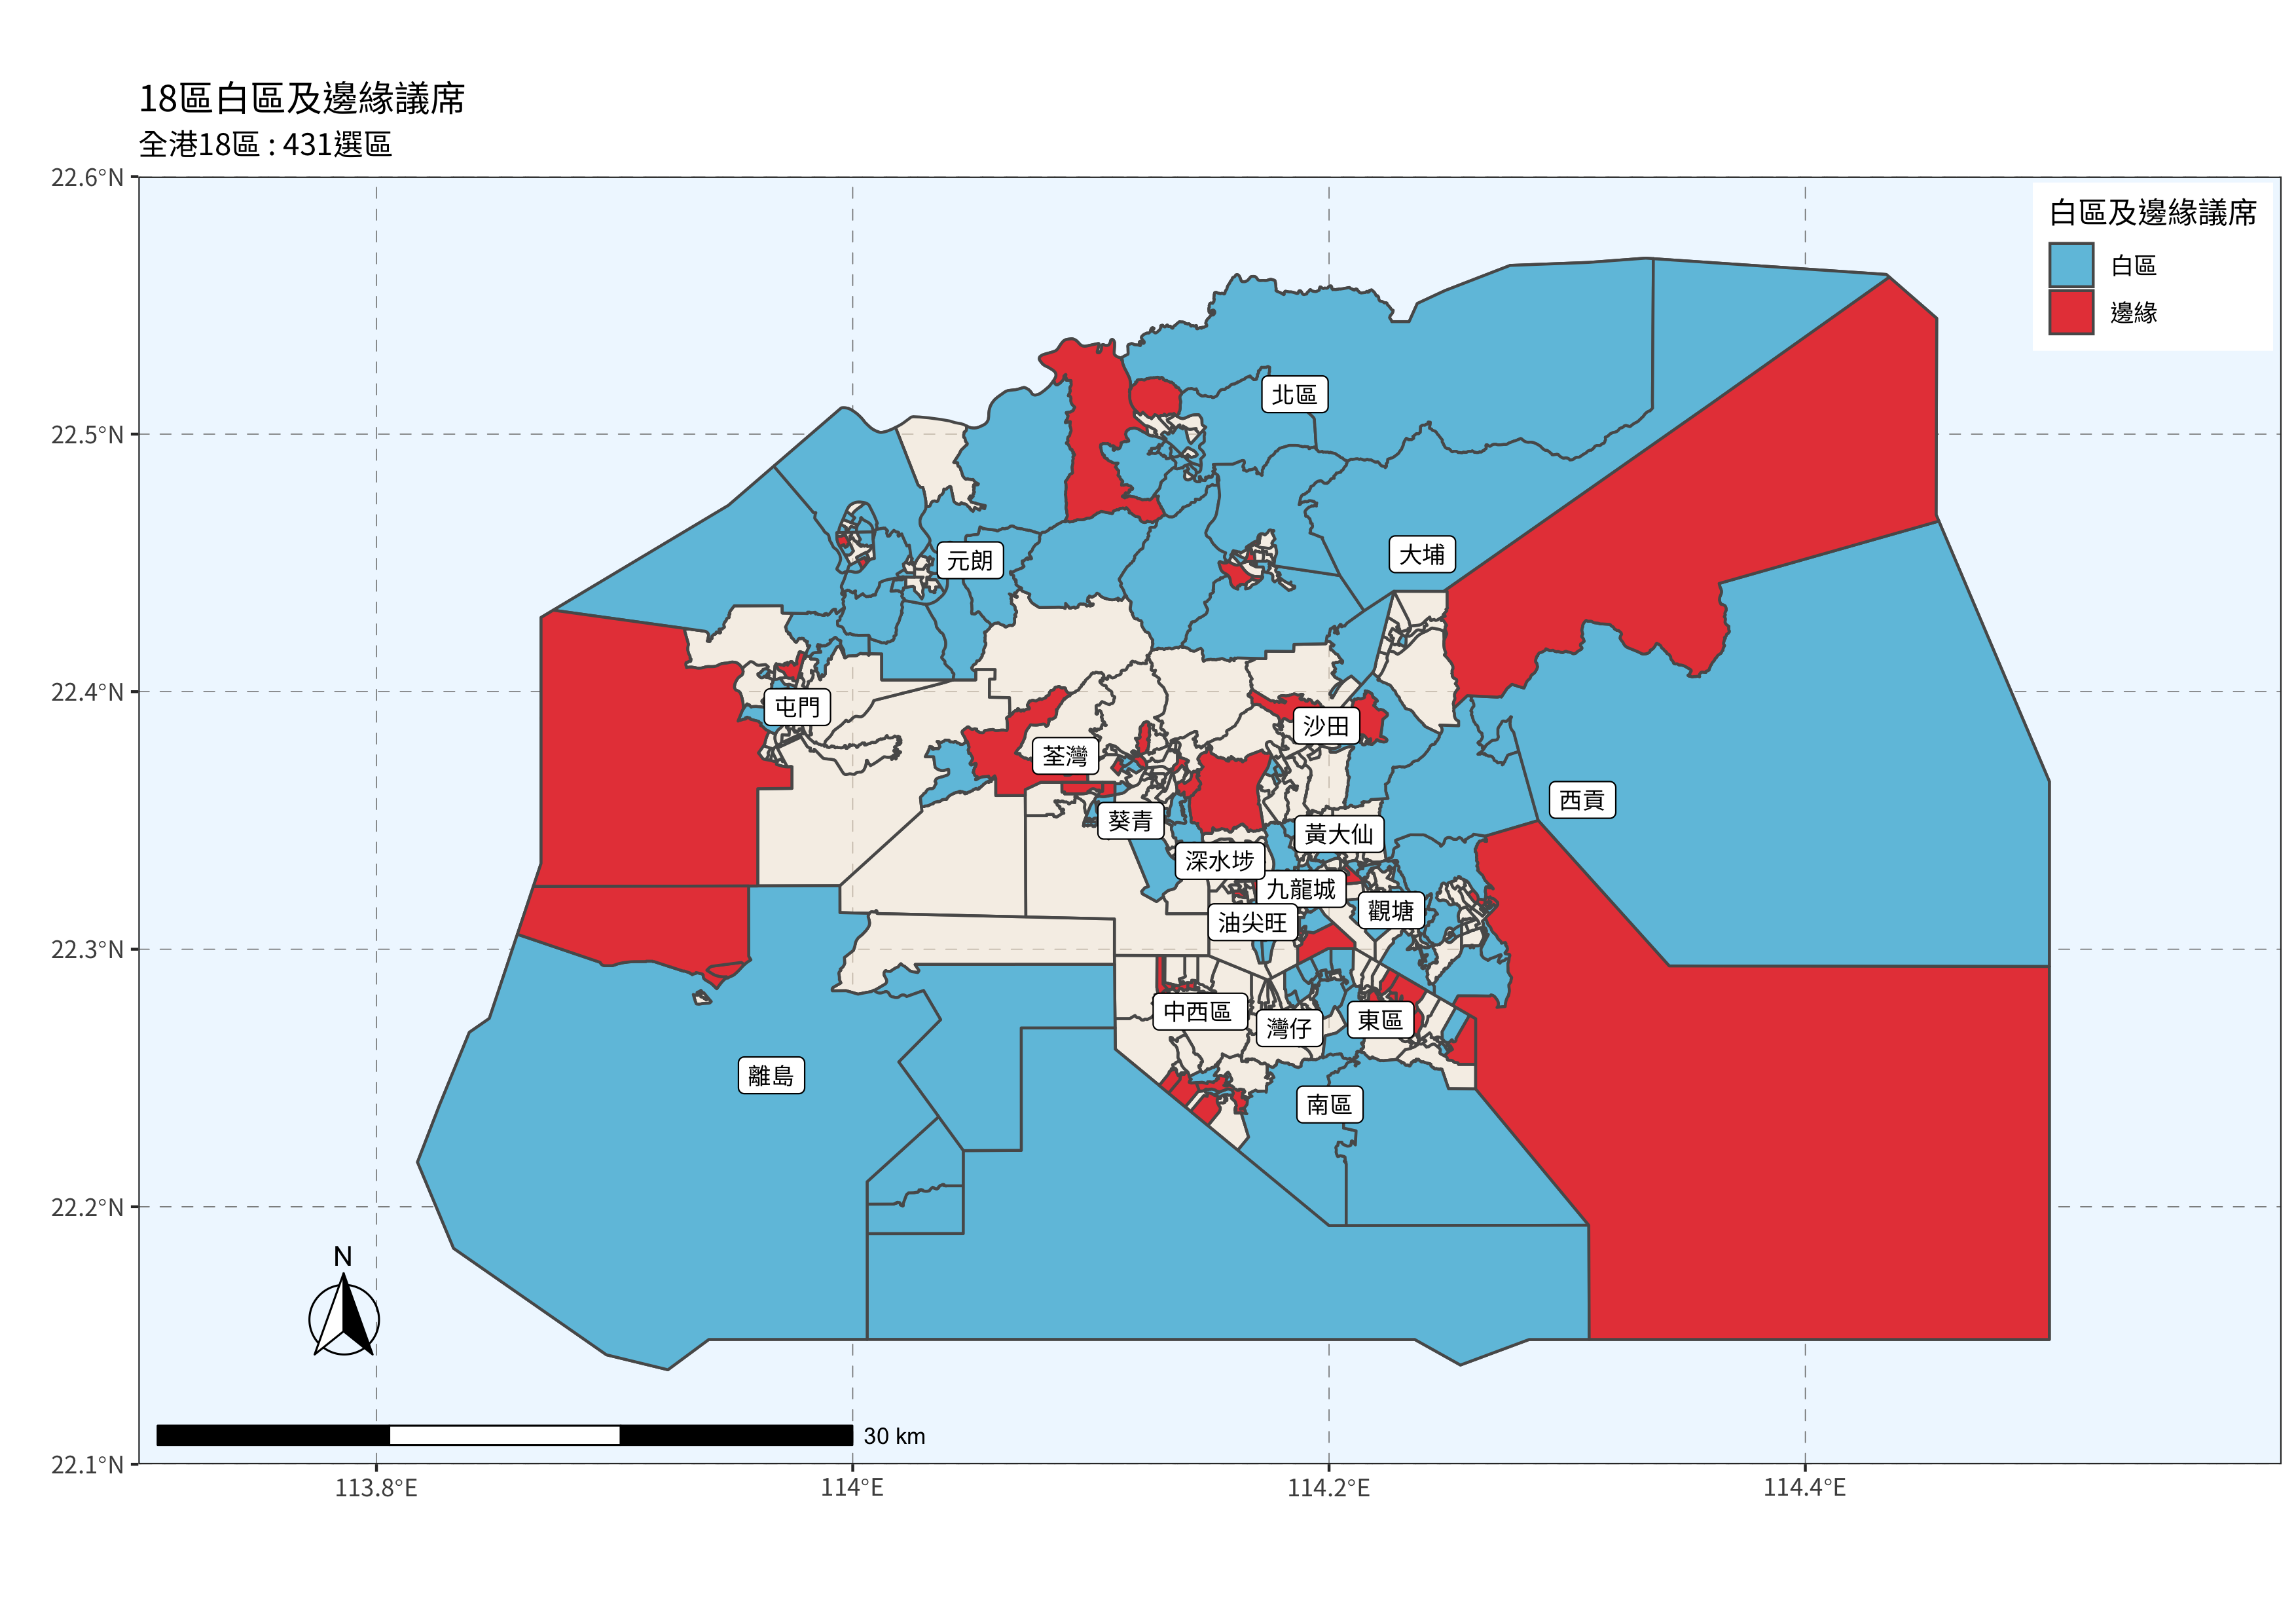 18區白區及邊緣議席
全港18區 : 431選區
22.6°N
22.5°N
22.4°N
22.3°N
22.2°N
22.1°N
113.8°E
114°E
114.2°E
114.4°E
白區及邊緣議席
白區
邊緣
北區
大埔
元朗
屯門
沙田
荃灣
西貢
葵青
黃大仙
深水埗
九龍城
觀塘
油尖旺
中西區
灣仔
東區
離島
南區
N
30 km